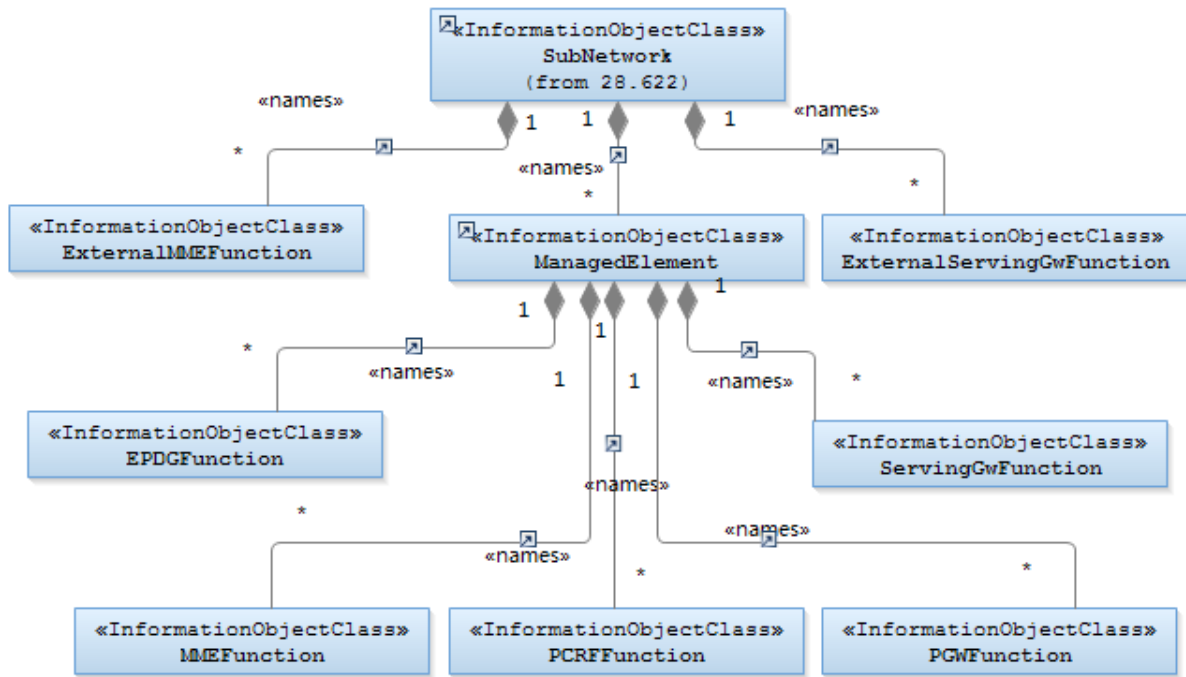 «InformationObjectClass»
SubNetwork
(from 28.622)
«names»
1
1
1
«names»
*
«names»
*
*
«InformationObjectClass»
ExternalMMEFunction
«InformationObjectClass»
ManagedElement
«InformationObjectClass»
ExternalServingGwFunction
1
1
1
*
«names»
1
1
«names»
*
«InformationObjectClass»
EPDGFunction
«InformationObjectClass»
ServingGwFunction
«names»
*
«names»
«names»
*
*
«InformationObjectClass»
MMEFunction
«InformationObjectClass»
PCRFFunction
«InformationObjectClass»
PGWFunction